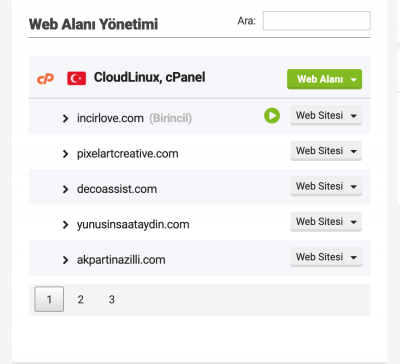 Web Alanı Yönetimi Ara:
cP CloudLinux, cPanel Web Alanı
incirlove.com (Birincil) Web Sitesi
pixelartcreative.com Web Sitesi
decoassist.com Web Sitesi
yunusinsaataydin.com Web Sitesi
akpartinazilli.com Web Sitesi
1 2 3